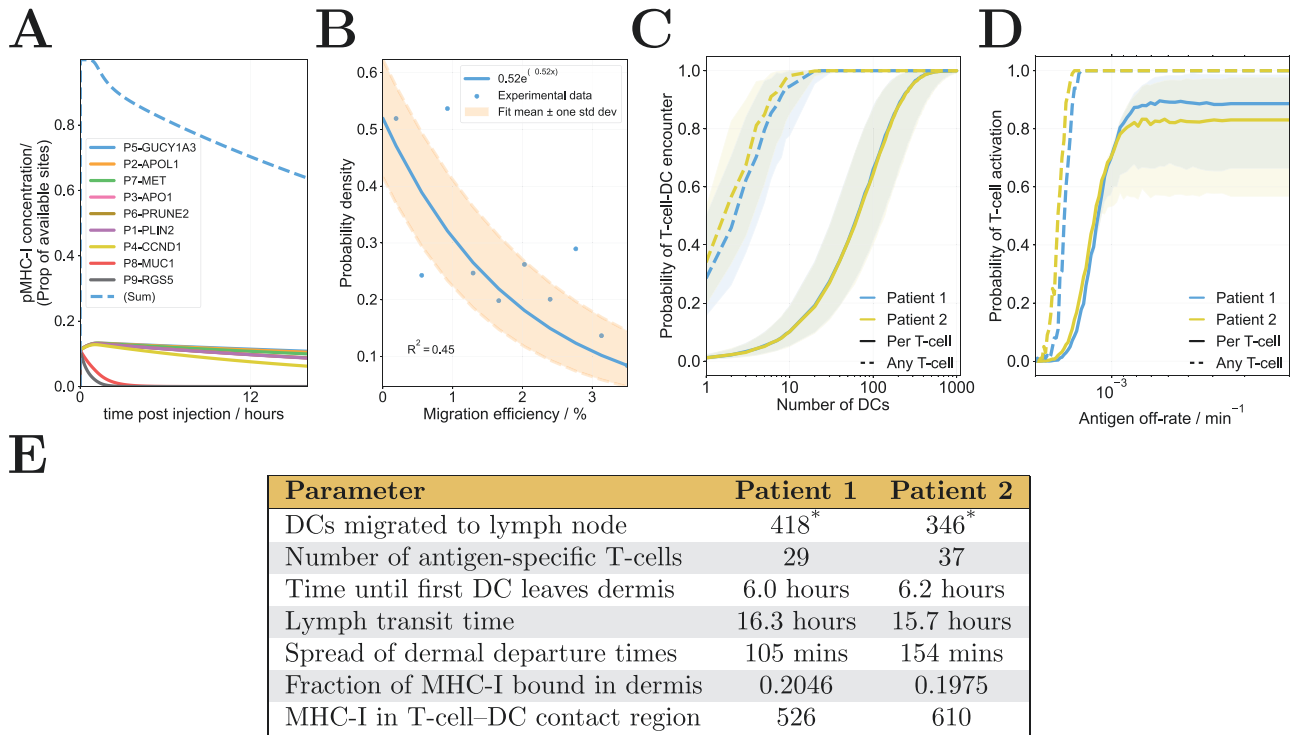 A
pMHC-I concentration/
(Prop of available sites)
0.8
0.6
0.4
0.2
0.0
P5-GUCY1A3
P2-APOL1
P7-MET
P3-APO1
P6-PRUNE2
P1-PLIN2
P4-CCND1
P8-MUC1
P9-RGS5
(Sum)
0
12
time post injection / hours
B
Probability density
0.6
0.5
0.4
0.3
0.2
0.1
0.52e^( 0.52x)
Experimental data
Fit mean ± one std dev
R² = 0.45
0 1 2 3
Migration efficiency / %
C
Probability of T-cell-DC encounter
1.0
0.8
0.6
0.4
0.2
0.0
Patient 1
Patient 2
Per T-cell
Any T-cell
1 10 100 1000
Number of DCs
D
Probability of T-cell activation
1.0
0.8
0.6
0.4
0.2
0.0
Patient 1
Patient 2
Per T-cell
Any T-cell
10⁻³
Antigen off-rate / min⁻¹
E
Parameter Patient 1 Patient 2
DCs migrated to lymph node 418* 346*
Number of antigen-specific T-cells 29 37
Time until first DC leaves dermis 6.0 hours 6.2 hours
Lymph transit time 16.3 hours 15.7 hours
Spread of dermal departure times 105 mins 154 mins
Fraction of MHC-I bound in dermis 0.2046 0.1975
MHC-I in T-cell–DC contact region 526 610